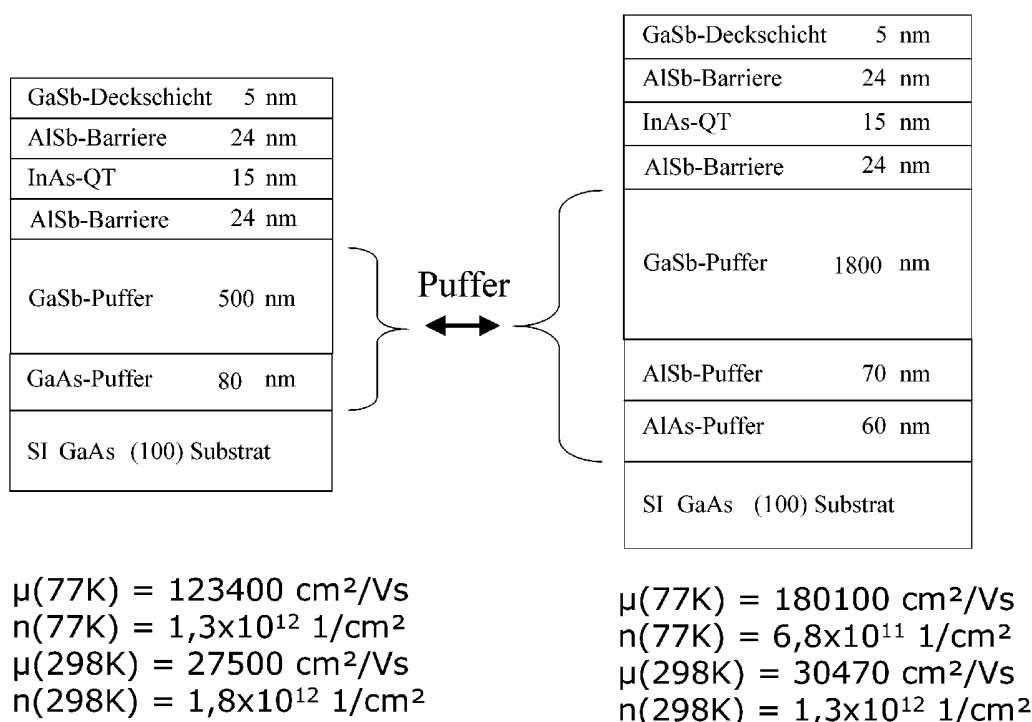 GaSb-Deckschicht 5 nm
AlSb-Barriere 24 nm
InAs-QT 15 nm
AlSb-Barriere 24 nm
GaSb-Puffer 500 nm
GaAs-Puffer 80 nm
SI GaAs (100) Substrat
µ(77K) = 123400 cm²/Vs
n(77K) = 1,3x10¹² 1/cm²
µ(298K) = 27500 cm²/Vs
n(298K) = 1,8x10¹² 1/cm²
Puffer
GaSb-Deckschicht 5 nm
AlSb-Barriere 24 nm
InAs-QT 15 nm
AlSb-Barriere 24 nm
GaSb-Puffer 1800 nm
AlSb-Puffer 70 nm
AlAs-Puffer 60 nm
SI GaAs (100) Substrat
µ(77K) = 180100 cm²/Vs
n(77K) = 6,8x10¹¹ 1/cm²
µ(298K) = 30470 cm²/Vs
n(298K) = 1,3x10¹² 1/cm²